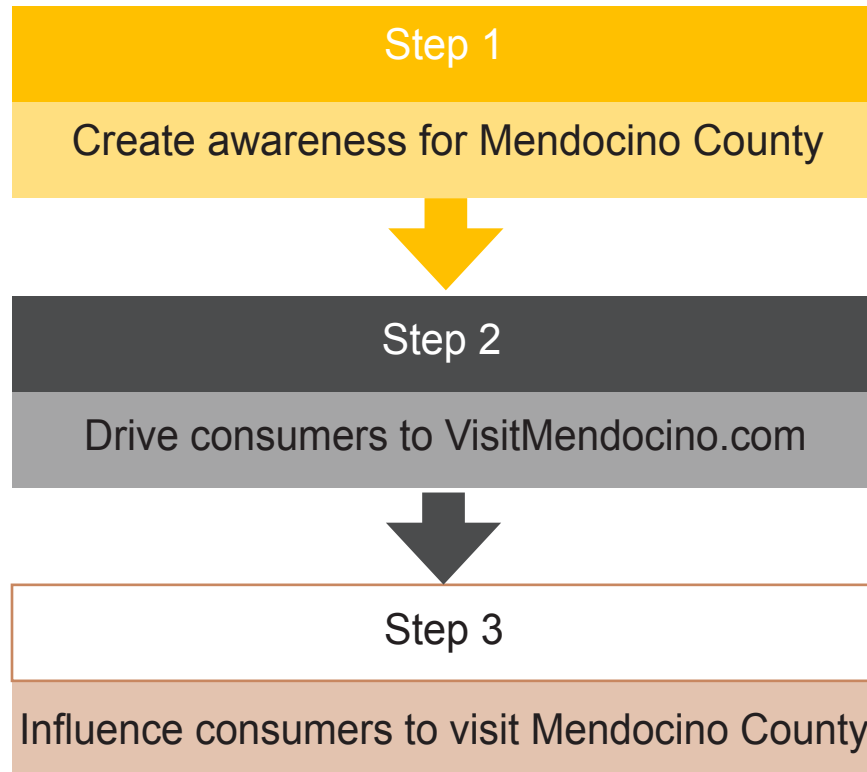 Step 1
Create awareness for Mendocino County
Step 2
Drive consumers to VisitMendocino.com
Step 3
Influence consumers to visit Mendocino County